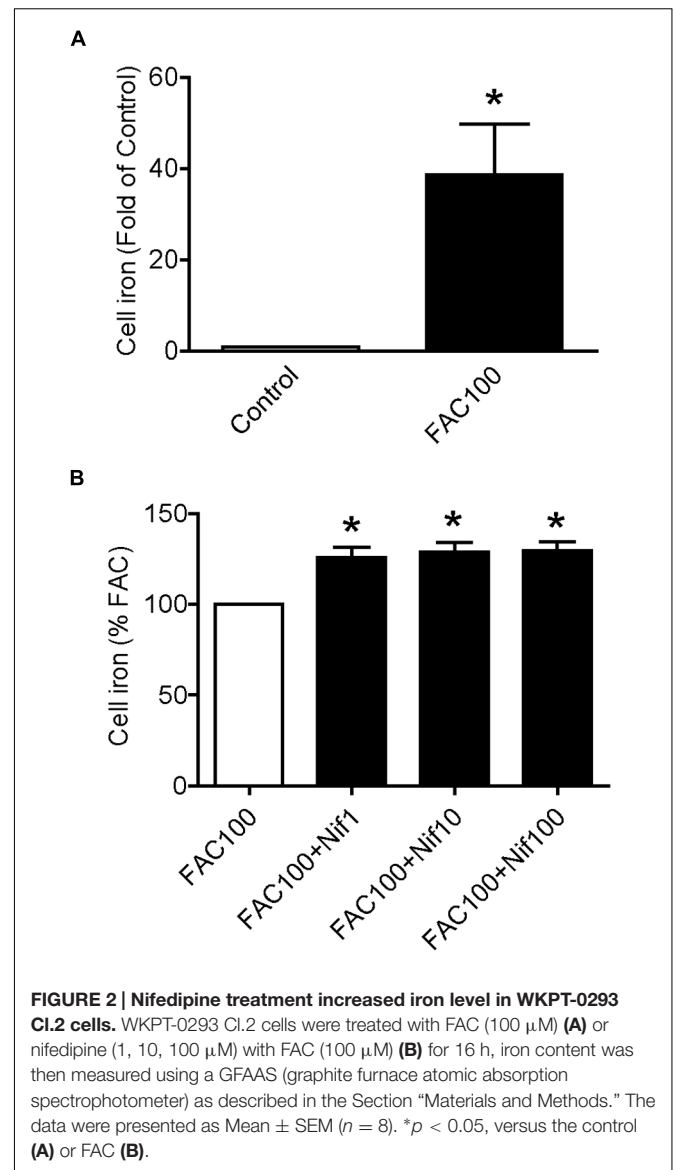 A
60
40
20
0
Cell iron (Fold of Control)
*
Control
FAC100
B
150
100
50
0
Cell iron (% FAC)
* * *
FAC100
FAC100+Nif1
FAC100+Nif10
FAC100+Nif100
FIGURE 2 | Nifedipine treatment increased iron level in WKPT-0293
Cl.2 cells. WKPT-0293 Cl.2 cells were treated with FAC (100 μM) (A) or
nifedipine (1, 10, 100 μM) with FAC (100 μM) (B) for 16 h, iron content was
then measured using a GFAAS (graphite furnace atomic absorption
spectrophotometer) as described in the Section “Materials and Methods.” The
data were presented as Mean ± SEM (n = 8). *p < 0.05, versus the control
(A) or FAC (B).